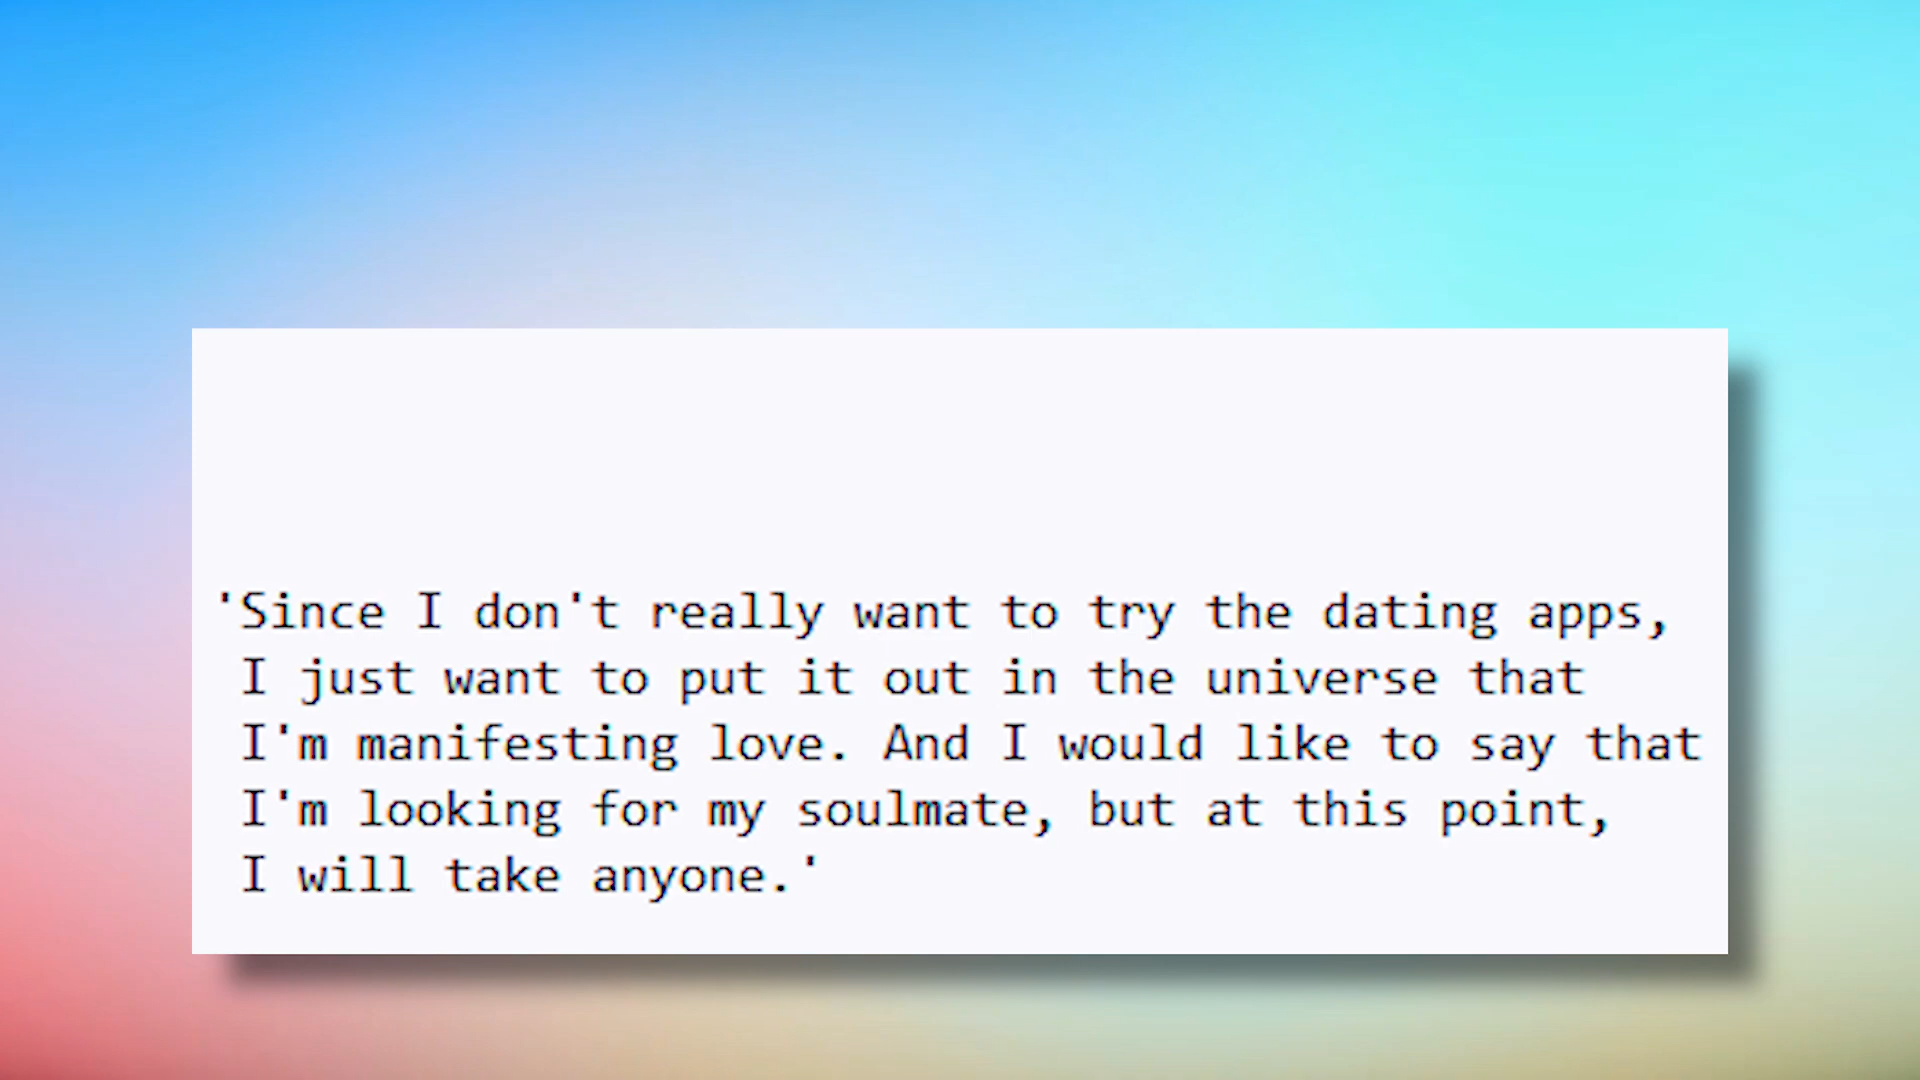 'Since I don't really want to try the dating apps,
I just want to put it out in the universe that
I'm manifesting love. And I would like to say that
I'm looking for my soulmate, but at this point,
I will take anyone.'